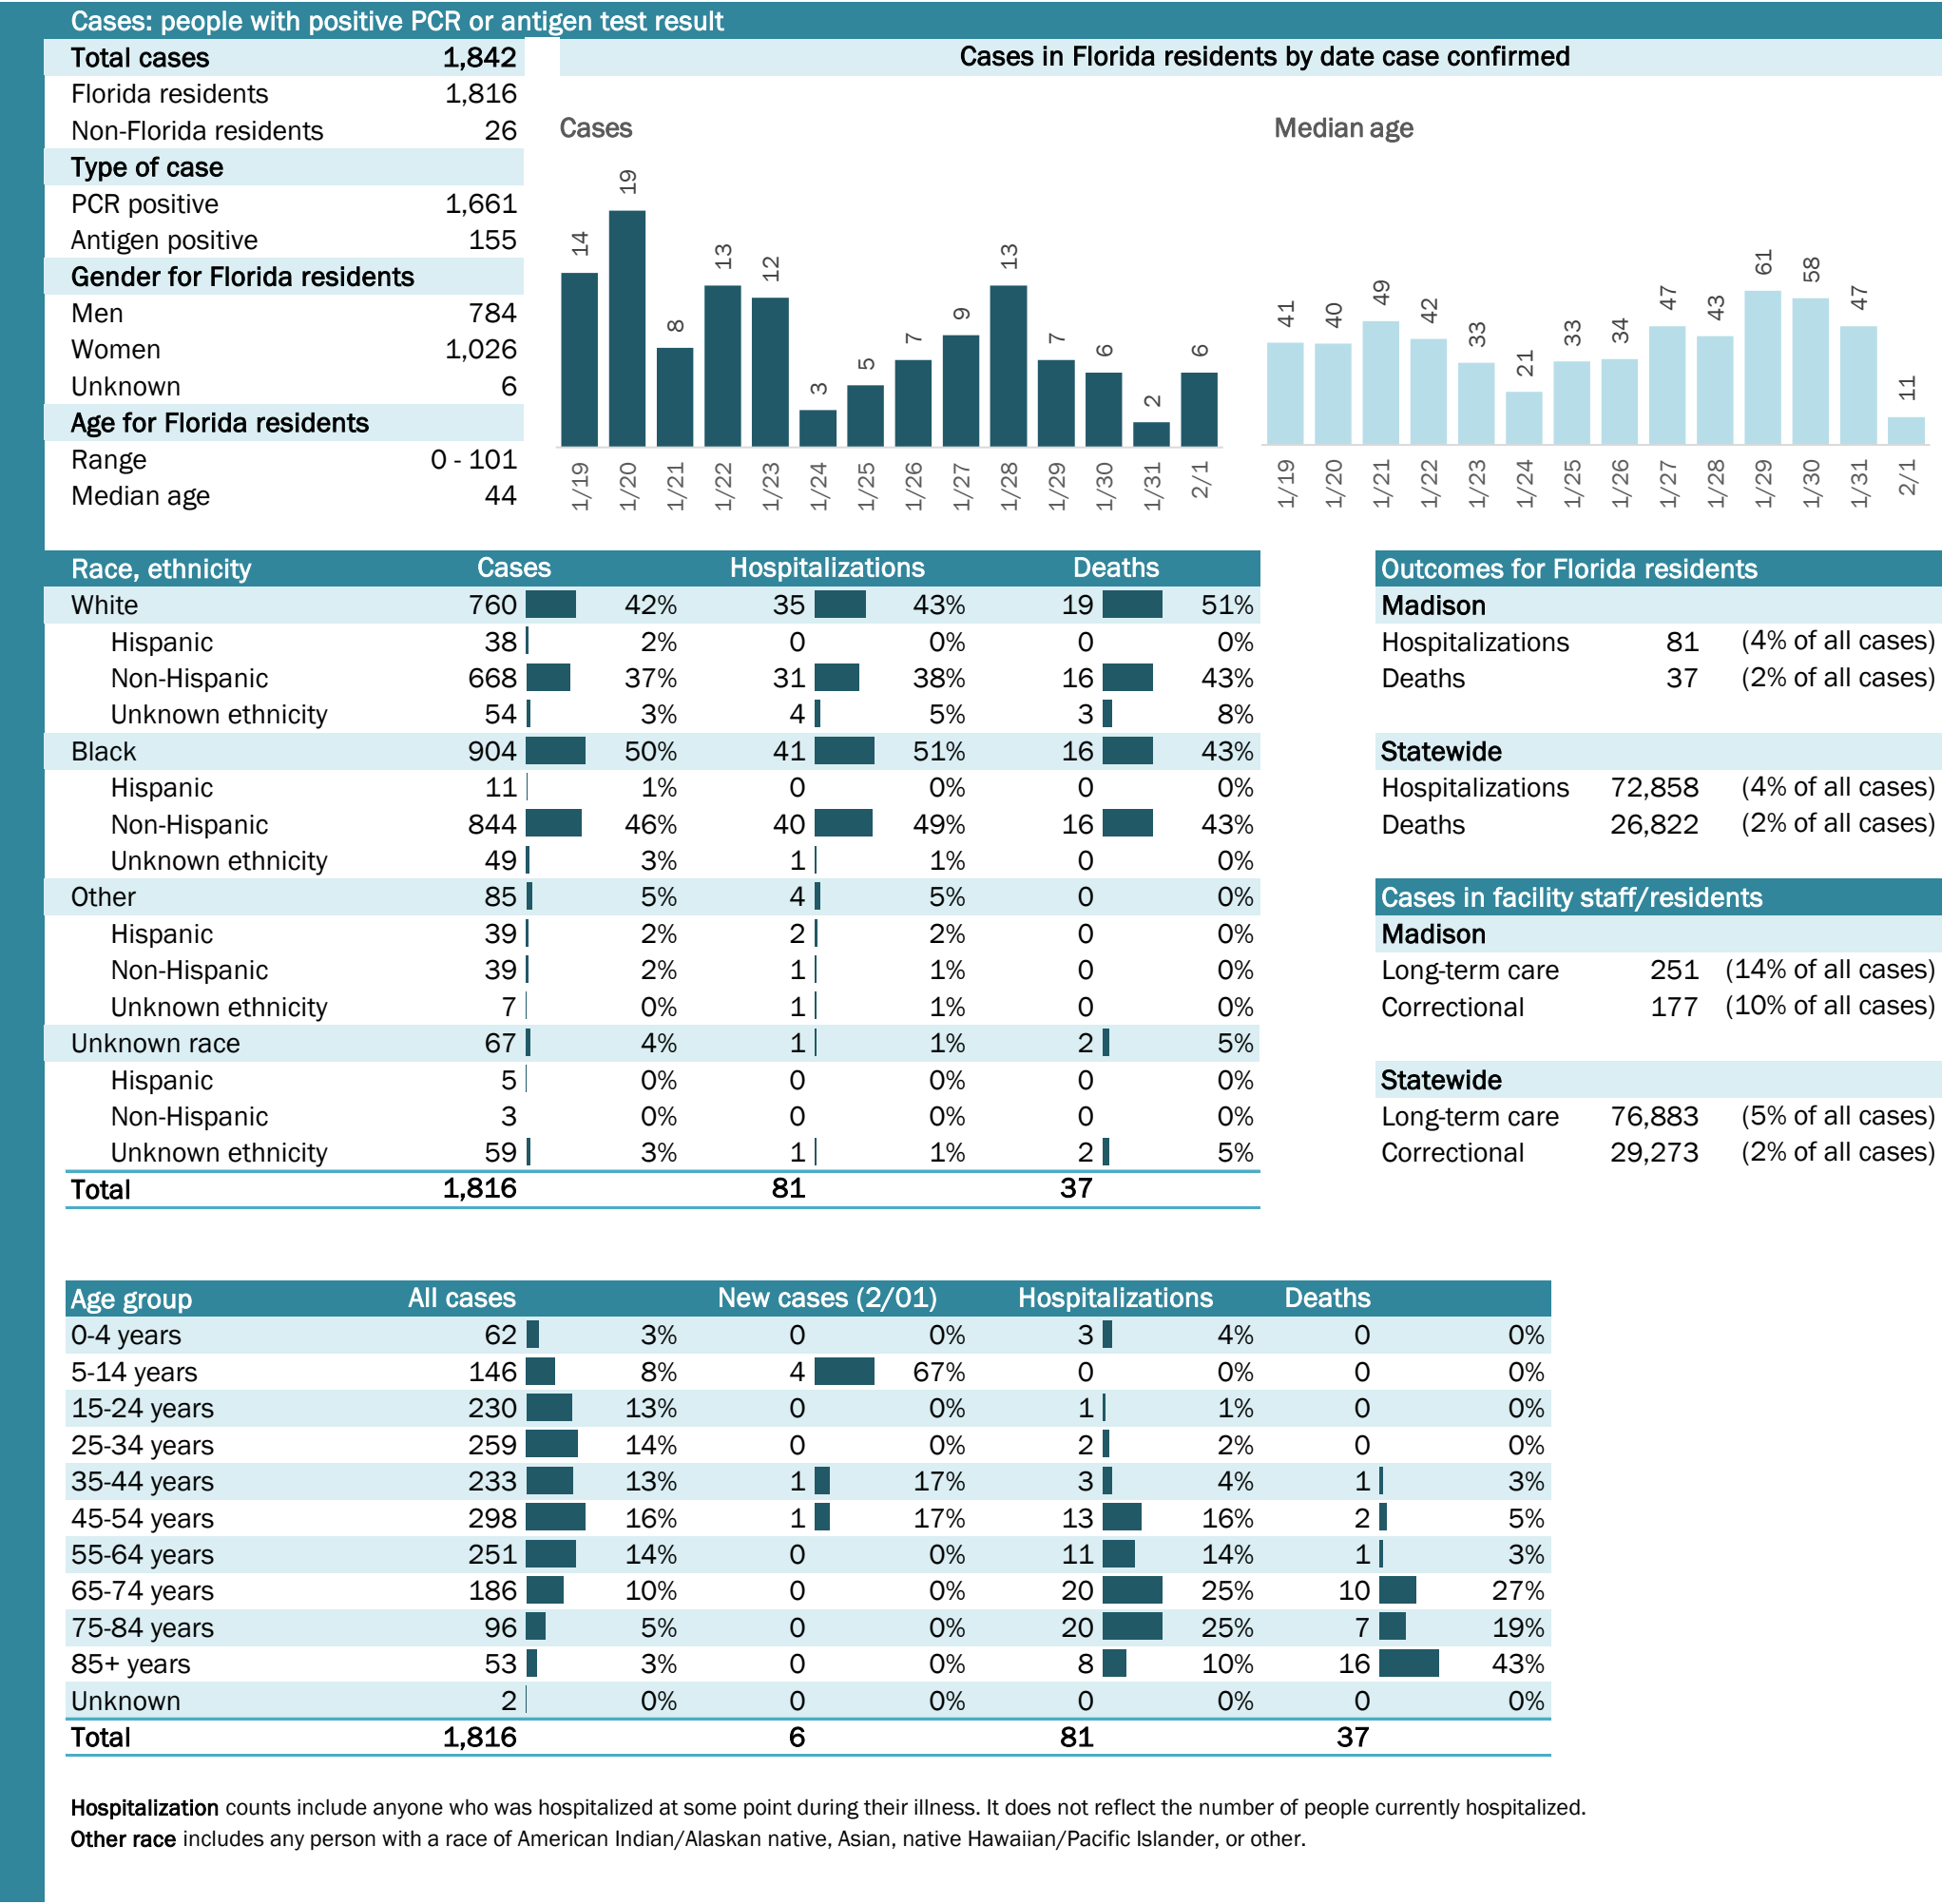 Cases: people with positive PCR or antigen test result
Total cases 1,842
Florida residents 1,816
Non-Florida residents 26
Type of case
PCR positive 1,661
Antigen positive 155
Gender for Florida residents
Men 784
Women 1,026
Unknown 6
Age for Florida residents
Range 0 - 101
Median age 44
Cases in Florida residents by date case confirmed
Cases
14 19 8 13 12 3 5 7 9 13 7 6 2 6
1/19 1/20 1/21 1/22 1/23 1/24 1/25 1/26 1/27 1/28 1/29 1/30 1/31 2/1
Median age
41 40 49 42 33 21 33 34 47 43 61 58 47 11
1/19 1/20 1/21 1/22 1/23 1/24 1/25 1/26 1/27 1/28 1/29 1/30 1/31 2/1
Race, ethnicity Cases Hospitalizations Deaths
White 760 42% 35 43% 19 51%
Hispanic 38 2% 0 0% 0 0%
Non-Hispanic 668 37% 31 38% 16 43%
Unknown ethnicity 54 3% 4 5% 3 8%
Black 904 50% 41 51% 16 43%
Hispanic 11 1% 0 0% 0 0%
Non-Hispanic 844 46% 40 49% 16 43%
Unknown ethnicity 49 3% 1 1% 0 0%
Other 85 5% 4 5% 0 0%
Hispanic 39 2% 2 2% 0 0%
Non-Hispanic 39 2% 1 1% 0 0%
Unknown ethnicity 7 0% 1 1% 0 0%
Unknown race 67 4% 1 1% 2 5%
Hispanic 5 0% 0 0% 0 0%
Non-Hispanic 3 0% 0 0% 0 0%
Unknown ethnicity 59 3% 1 1% 2 5%
Total 1,816 81 37
Outcomes for Florida residents
Madison
Hospitalizations 81 (4% of all cases)
Deaths 37 (2% of all cases)
Statewide
Hospitalizations 72,858 (4% of all cases)
Deaths 26,822 (2% of all cases)
Cases in facility staff/residents
Madison
Long-term care 251 (14% of all cases)
Correctional 177 (10% of all cases)
Statewide
Long-term care 76,883 (5% of all cases)
Correctional 29,273 (2% of all cases)
Age group All cases New cases (2/01) Hospitalizations Deaths
0-4 years 62 3% 0 0% 3 4% 0 0%
5-14 years 146 8% 4 67% 0 0% 0 0%
15-24 years 230 13% 0 0% 1 1% 0 0%
25-34 years 259 14% 0 0% 2 2% 0 0%
35-44 years 233 13% 1 17% 3 4% 1 3%
45-54 years 298 16% 1 17% 13 16% 2 5%
55-64 years 251 14% 0 0% 11 14% 1 3%
65-74 years 186 10% 0 0% 20 25% 10 27%
75-84 years 96 5% 0 0% 20 25% 7 19%
85+ years 53 3% 0 0% 8 10% 16 43%
Unknown 2 0% 0 0% 0 0% 0 0%
Total 1,816 6 81 37
Hospitalization counts include anyone who was hospitalized at some point during their illness. It does not reflect the number of people currently hospitalized.
Other race includes any person with a race of American Indian/Alaskan native, Asian, native Hawaiian/Pacific Islander, or other.